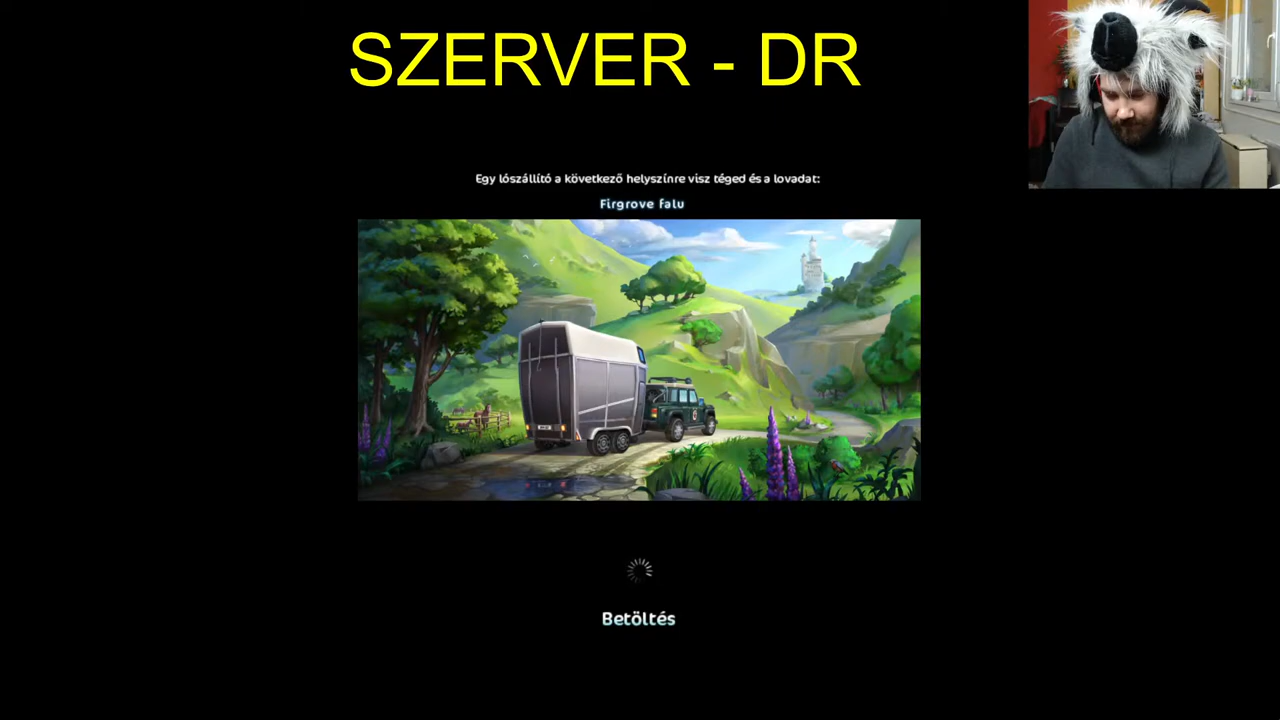 SZERVER - DR
Egy lószállító a következő helyszínre visz téged és a lovadat:
Firgrove falu
Betöltés